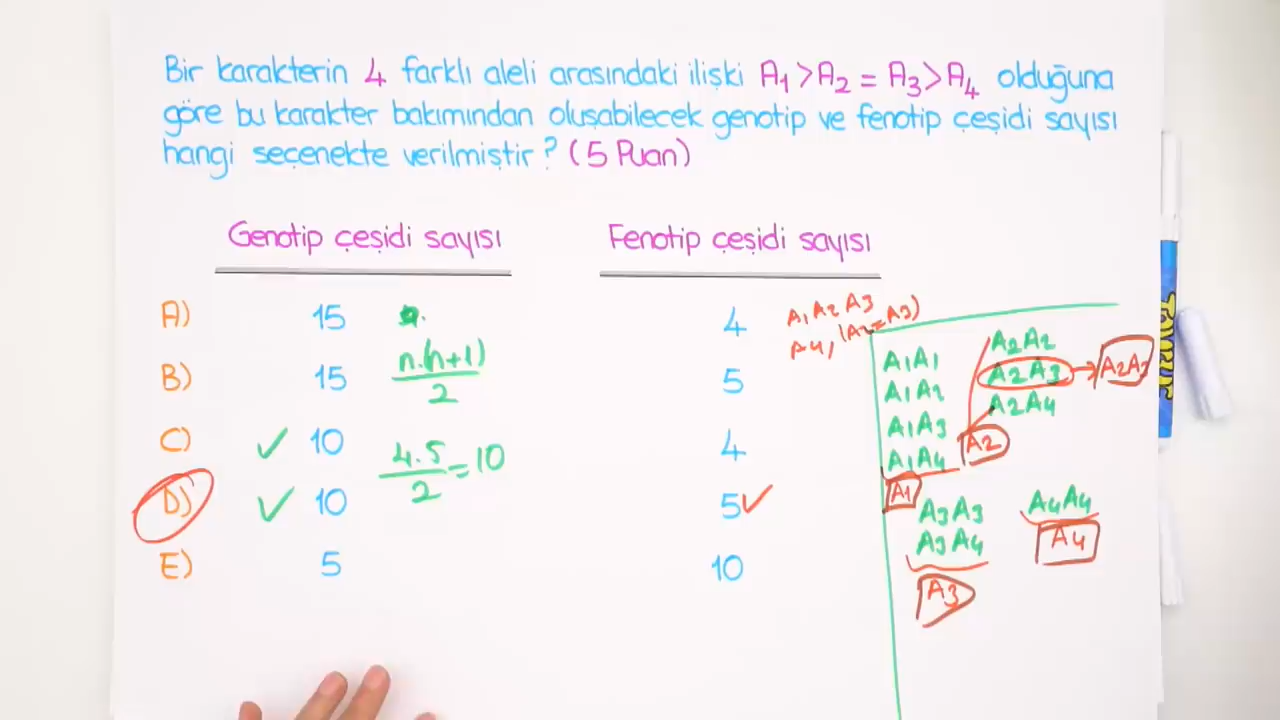 Bir karakterin 4 farklı aleli arasındaki ilişki A1 > A2 = A3 > A4 olduğuna
göre bu karakter bakımından oluşabilecek genotip ve fenotip çeşidi sayısı
hangi seçenekte verilmiştir? (5 Puan)
Genotip çeşidi sayısı
Fenotip çeşidi sayısı
A) 15 4
B) 15 5
C) ✓ 10 4
D) ✓ 10 5 ✓
E) 5 10
n.(n+1)
2
4.5
2
= 10
A1 A2 A3
A4, (A2=A3)
A1A1
A1A2
A1A3
A1A4
A1
A2A2
A2A3 → A2A3
A2A4
A2
A3A3
A3A4
A3
A4A4
A4